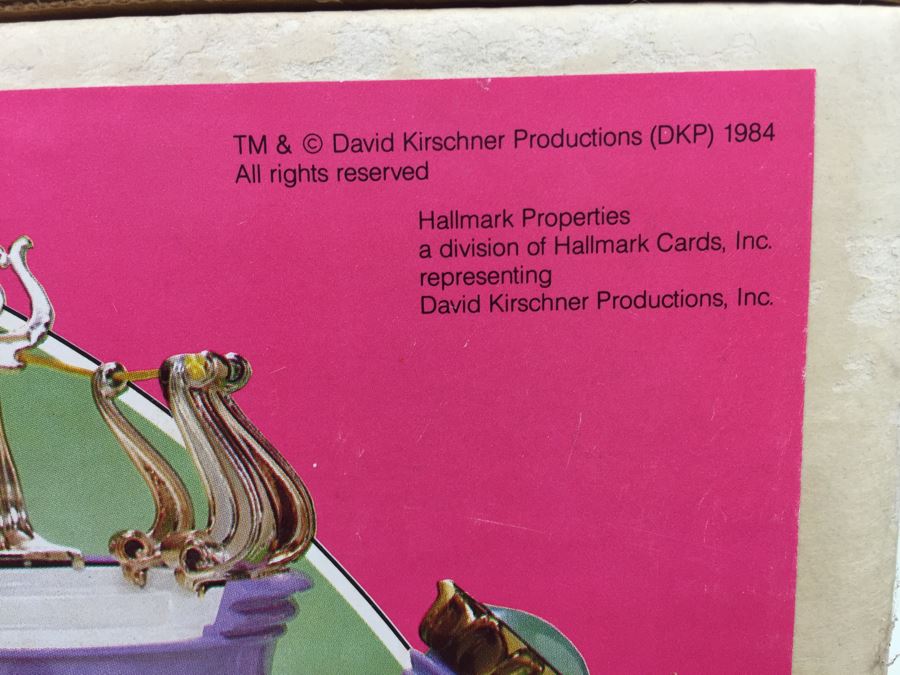 TM & © David Kirschner Productions (DKP) 1984
All rights reserved
Hallmark Properties
a division of Hallmark Cards, Inc.
representing
David Kirschner Productions, Inc.